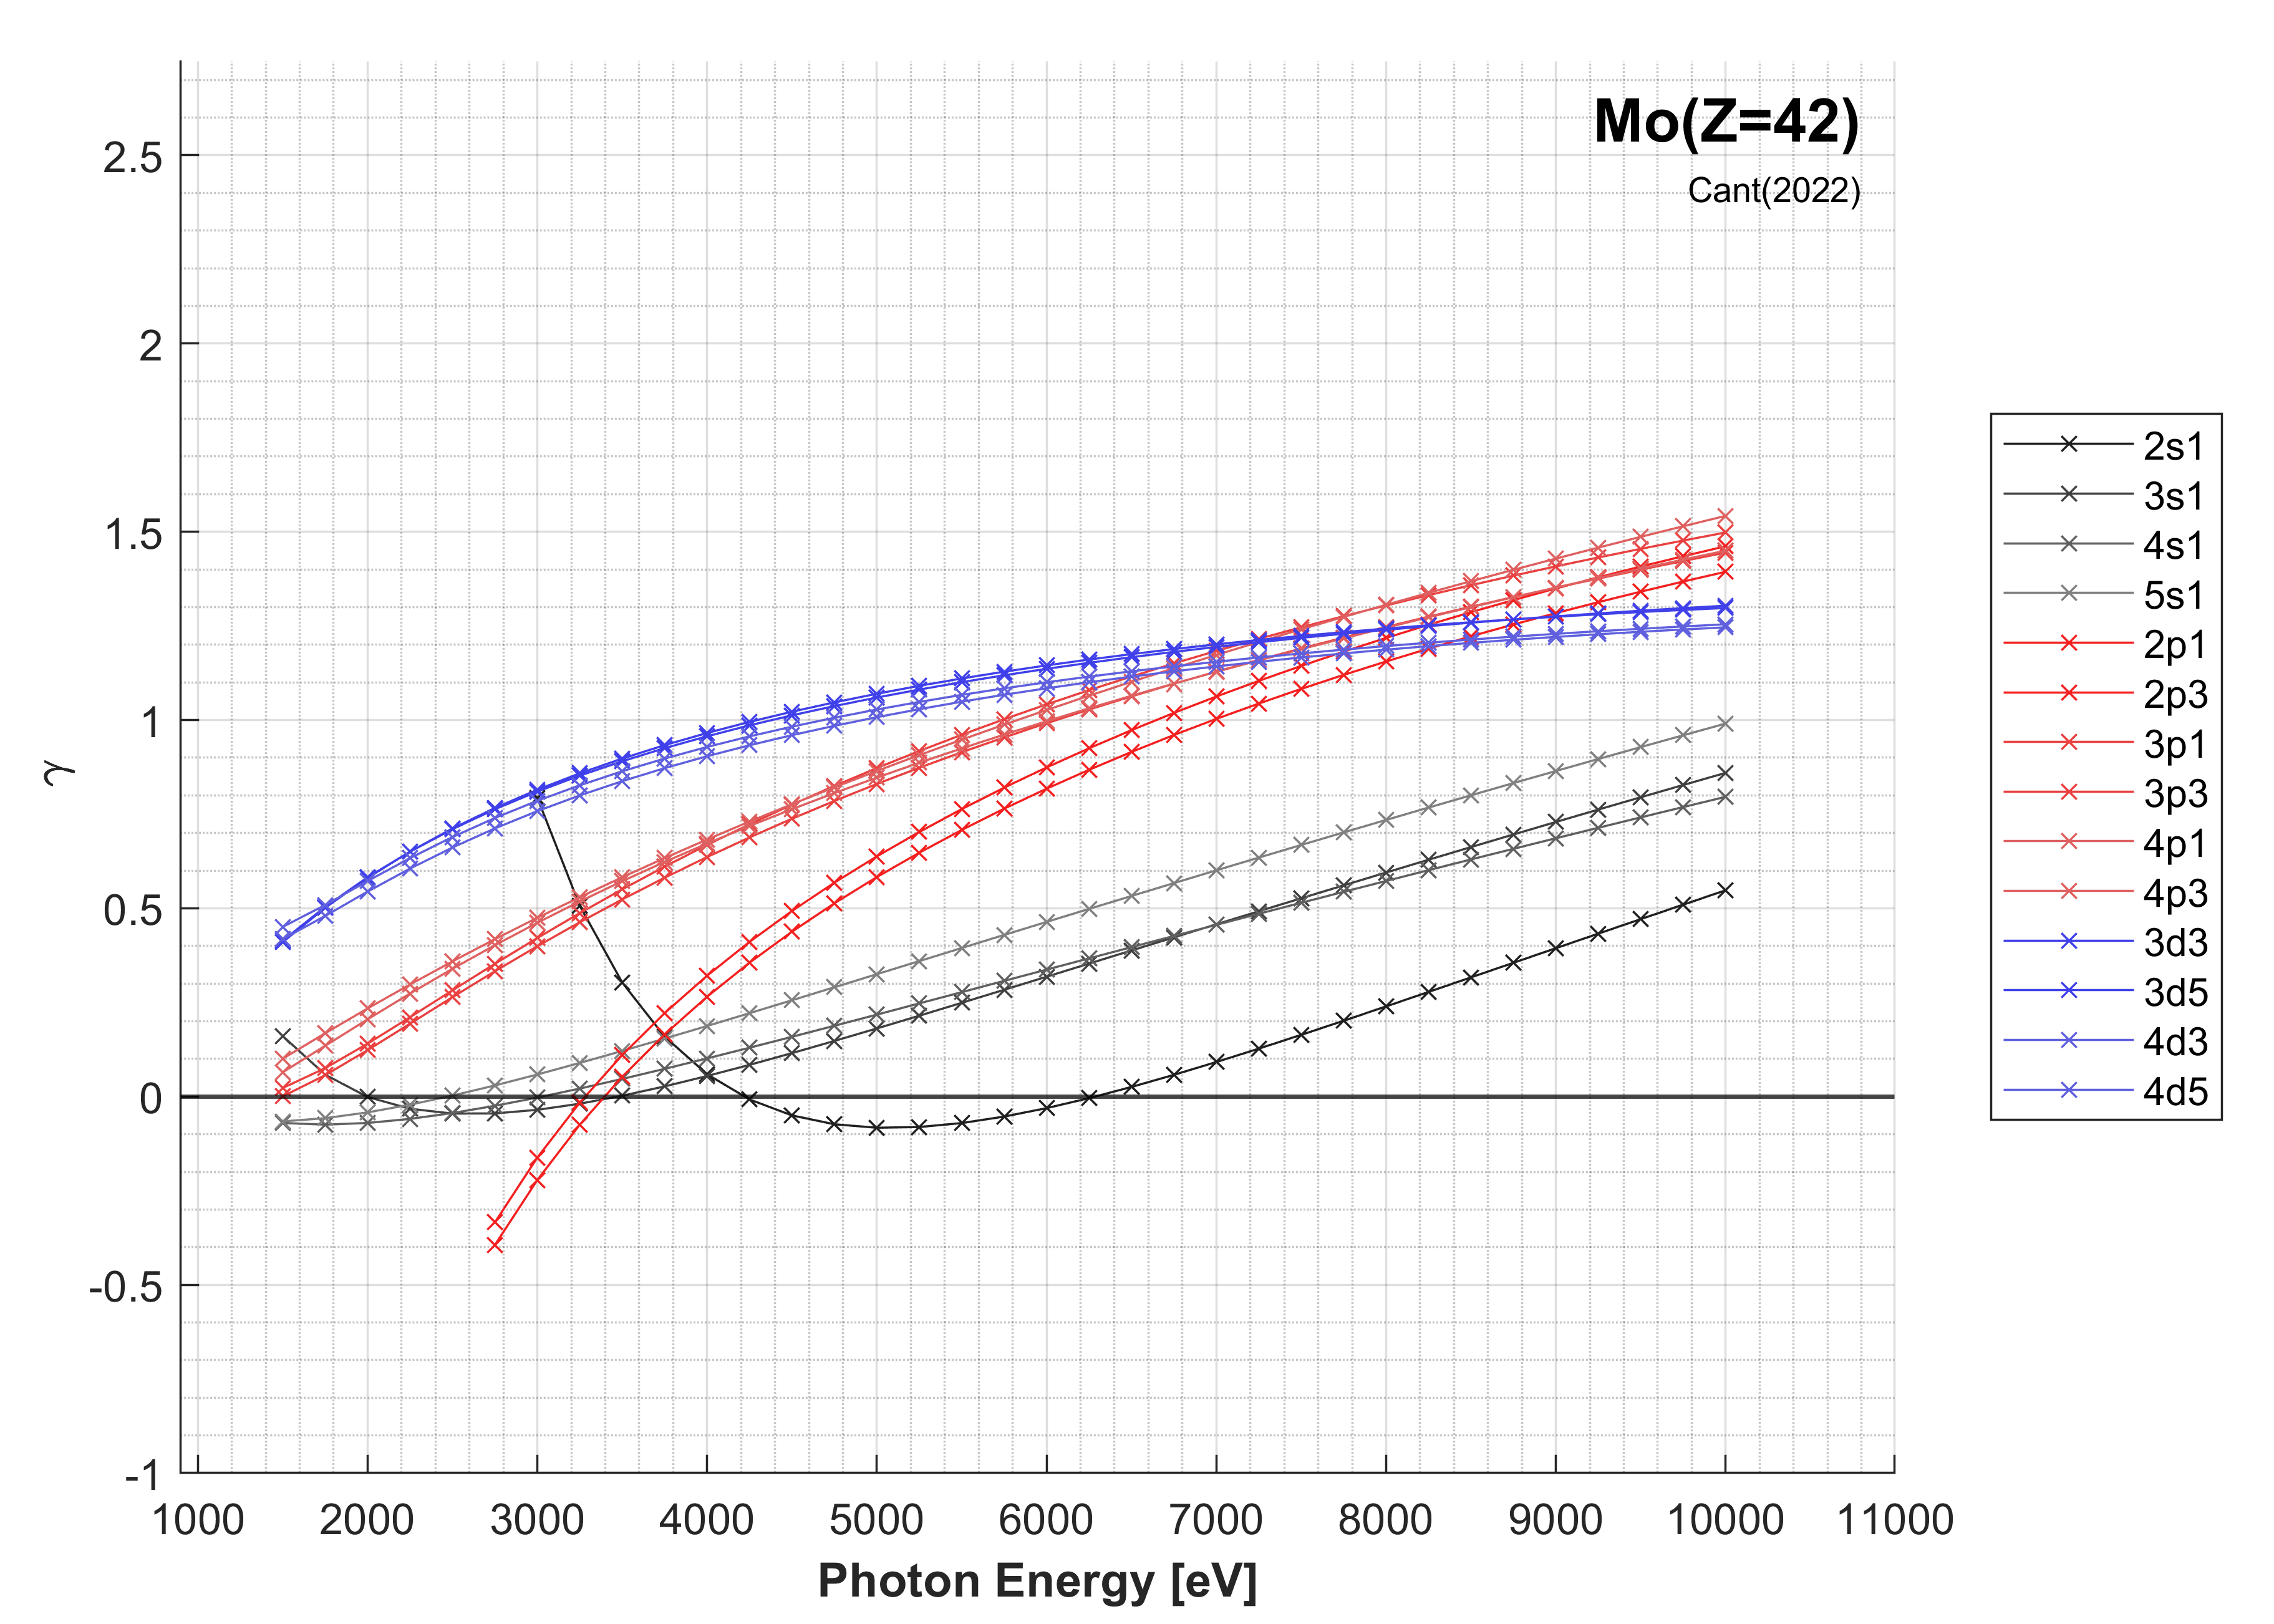 Mo(Z=42)
Cant(2022)
2.5
2
1.5
1
0.5
0
-0.5
-1
γ
1000 2000 3000 4000 5000 6000 7000 8000 9000 10000 11000
Photon Energy [eV]
2s1
3s1
4s1
5s1
2p1
2p3
3p1
3p3
4p1
4p3
3d3
3d5
4d3
4d5